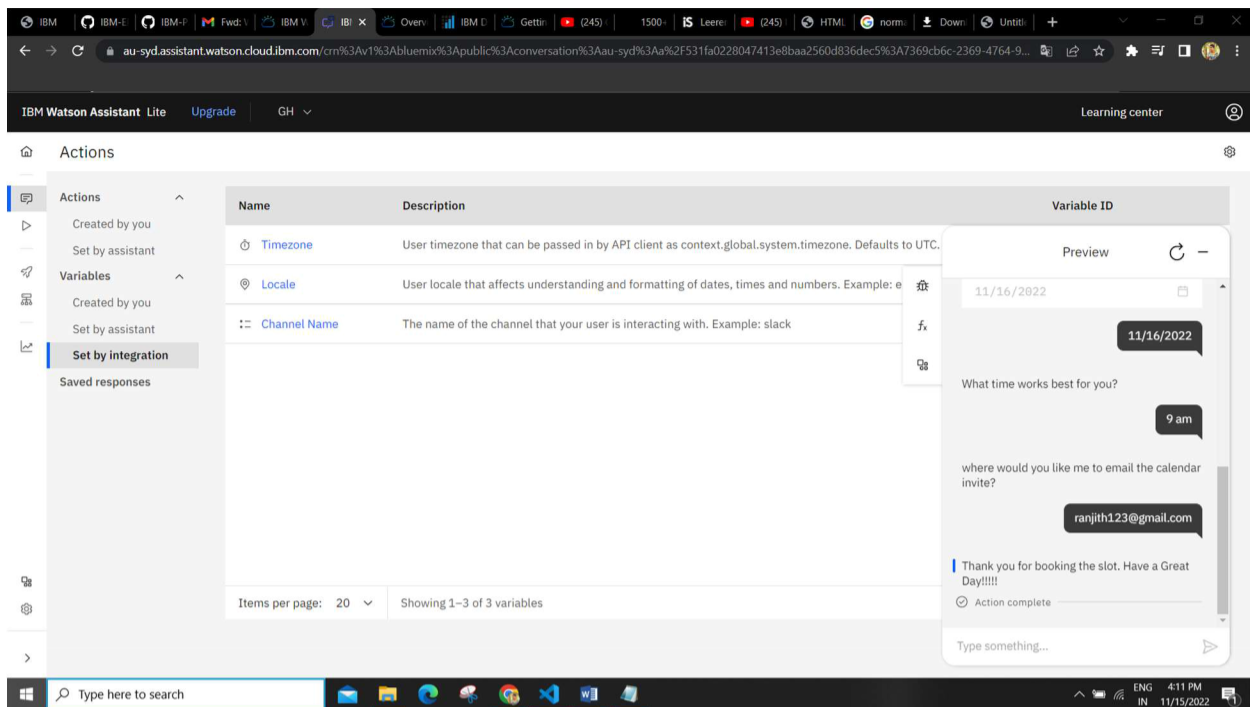 IBM
IBM-E
IBM-P
Fwd: V
IBM W
IBM
Overv
IBM D
Gettin
(245) (
1500+
Leere
(245)
HTML
norma
Down
Untitl
au-syd.assistant.watson.cloud.ibm.com/crn%3Av1%3Abluemix%3Apublic%3Aconversation%3Aau-syd%3Aa%2F531fa0228047413e8baa2560d836dec5%3A7369cb6c-2369-4764-9...
IBM Watson Assistant Lite Upgrade GH Learning center
Actions
Actions
Created by you
Set by assistant
Variables
Created by you
Set by assistant
Set by integration
Saved responses
Name Description Variable ID
Timezone User timezone that can be passed in by API client as context.global.system.timezone. Defaults to UTC.
Locale User locale that affects understanding and formatting of dates, times and numbers. Example: e
Channel Name The name of the channel that your user is interacting with. Example: slack
Items per page: 20 Showing 1–3 of 3 variables
Preview
11/16/2022
11/16/2022
What time works best for you?
9 am
where would you like me to email the calendar
invite?
ranjith123@gmail.com
Thank you for booking the slot. Have a Great
Day!!!!!
Action complete
Type something...
Type here to search
ENG 4:11 PM
IN 11/15/2022
1